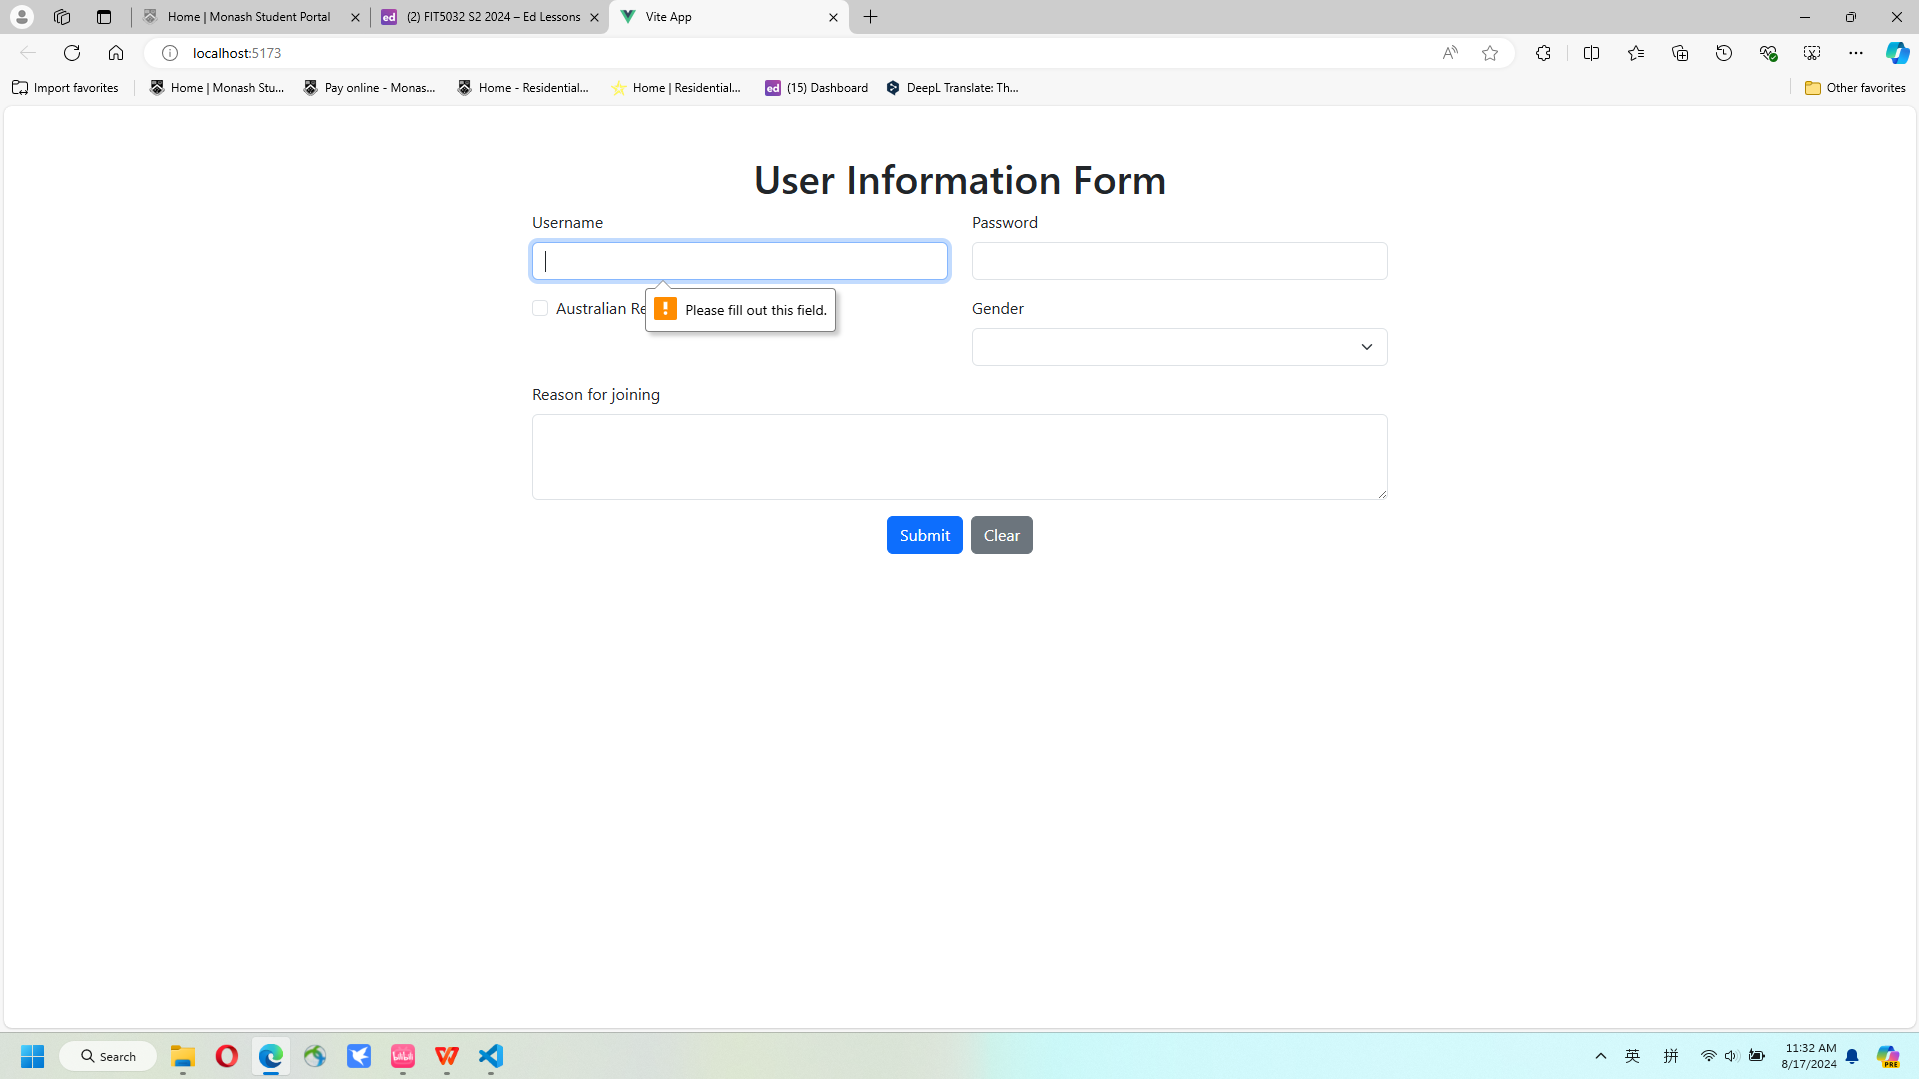 Home | Monash Student Portal
(2) FIT5032 S2 2024 – Ed Lessons
Vite App
localhost:5173
Import favorites
Home | Monash Stu...
Pay online - Monas...
Home - Residential...
Home | Residential...
(15) Dashboard
DeepL Translate: Th...
Other favorites
User Information Form
Username
Password
Australian Re
Please fill out this field.
Gender
Reason for joining
Submit
Clear
Search
英
拼
11:32 AM
8/17/2024